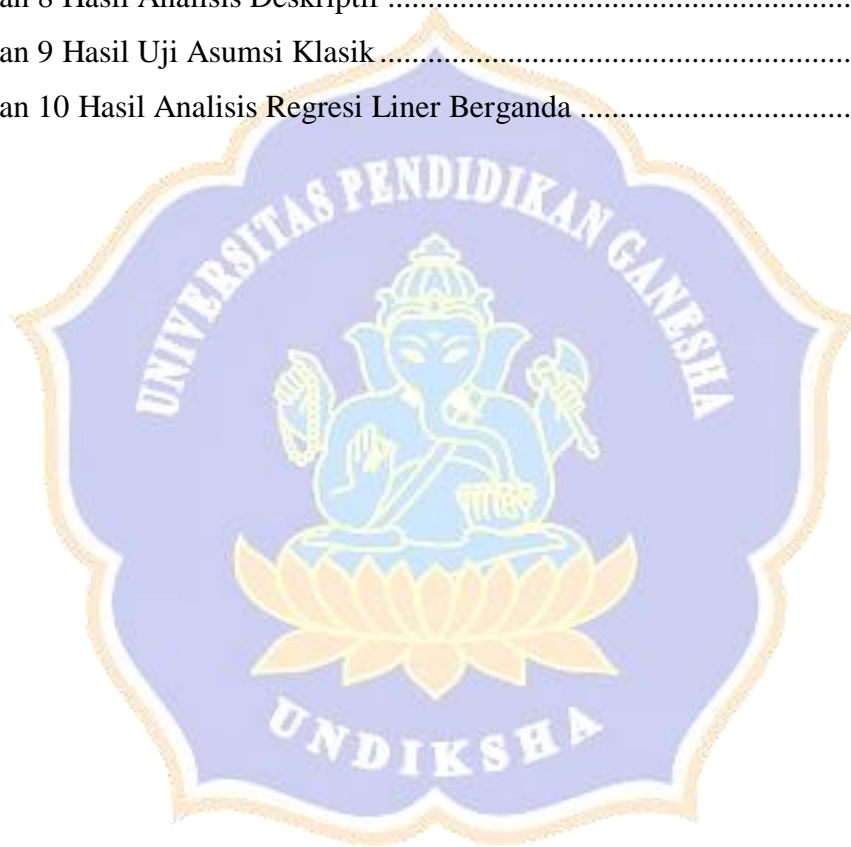 an 8 Hasil Analisis Deskriptif ....................................................
an 9 Hasil Uji Asumsi Klasik .....................................................
an 10 Hasil Analisis Regresi Liner Berganda ..............................
UNIVERSITAS PENDIDIKAN GANESHA
UNDIKSHA